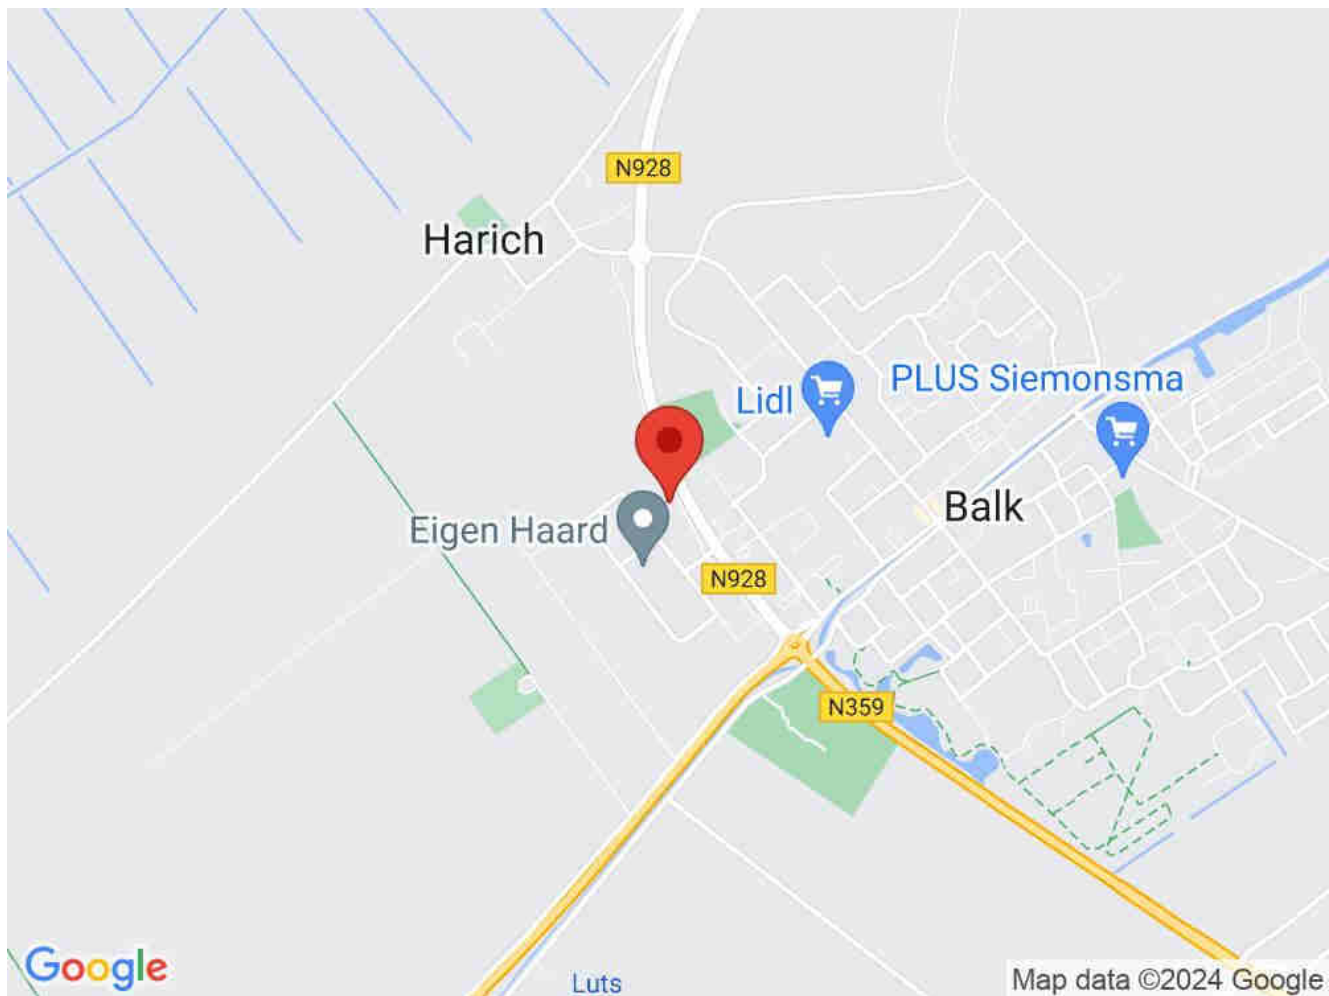 N928
Harich
PLUS Siemonsma
Lidl
Balk
Eigen Haard
N928
N359
Google
Luts
Map data ©2024 Google